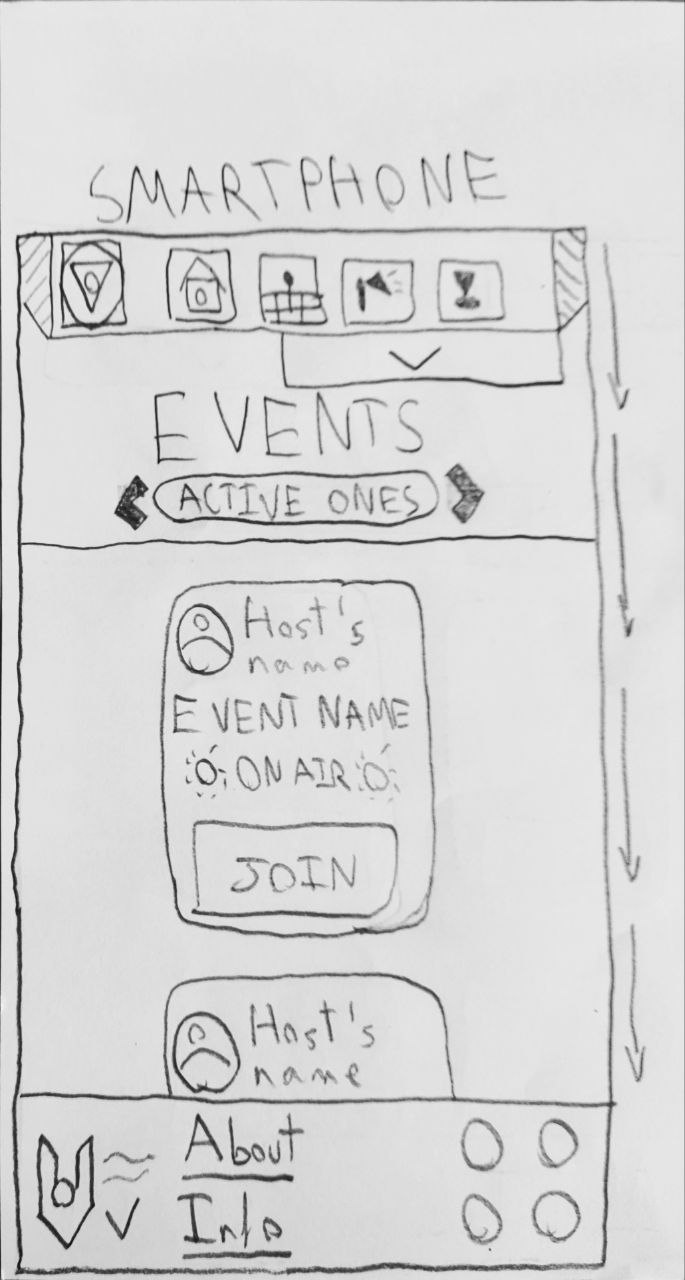 SMARTPHONE
EVENTS
ACTIVE ONES
Host's
name
EVENT NAME
ON AIR
JOIN
Host's
name
About
Info